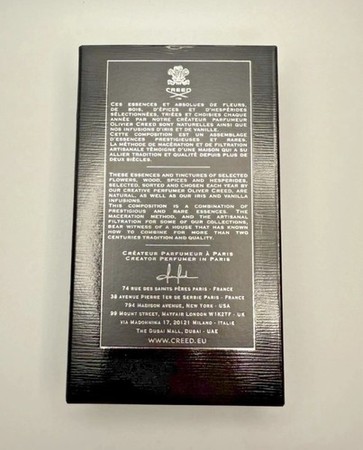 CREED
CES ESSENCES ET ABSOLUES DE FLEURS,
DE BOIS, D'ÉPICES ET D'HESPÉRIDES
SÉLECTIONNÉES, TRIÉES ET CHOISIES CHAQUE
ANNÉE PAR NOTRE CRÉATEUR PARFUMEUR
OLIVIER CREED SONT NATURELLES AINSI QUE
NOS INFUSIONS D'IRIS ET DE VANILLE.
CETTE COMPOSITION EST UN ASSEMBLAGE
D'ESSENCES PRESTIGIEUSES ET RARES.
LA MÉTHODE DE MACÉRATION ET DE FILTRATION
ARTISANALE TÉMOIGNE D'UNE MAISON QUI A SU
ALLIER TRADITION ET QUALITÉ DEPUIS PLUS DE
DEUX SIÈCLES.
THESE ESSENCES AND TINCTURES OF SELECTED
FLOWERS, WOOD, SPICES AND HESPERIDES,
SELECTED, SORTED AND CHOSEN EACH YEAR BY
OUR CREATIVE PERFUMER OLIVIER CREED, ARE
NATURAL, AS WELL AS OUR IRIS AND VANILLA
INFUSIONS.
THIS COMPOSITION IS A COMBINATION OF
PRESTIGIOUS AND RARE ESSENCES. THE
MACERATION METHOD, AND THE ARTISANAL
FILTRATION FOR SOME OF OUR COLLECTIONS,
BEAR WITNESS OF A HOUSE THAT HAS KNOWN
HOW TO COMBINE FOR MORE THAN TWO
CENTURIES TRADITION AND QUALITY.
CRÉATEUR PARFUMEUR À PARIS
CREATOR PERFUMER IN PARIS
74 RUE DES SAINTS PÈRES PARIS - FRANCE
38 AVENUE PIERRE 1ER DE SERBIE PARIS - FRANCE
794 MADISON AVENUE, NEW YORK - USA
99 MOUNT STREET, MAYFAIR LONDON W1K2TF - UK
VIA MADONNINA 17, 20121 MILANO - ITALIE
THE DUBAI MALL, DUBAI - UAE
WWW.CREED.EU